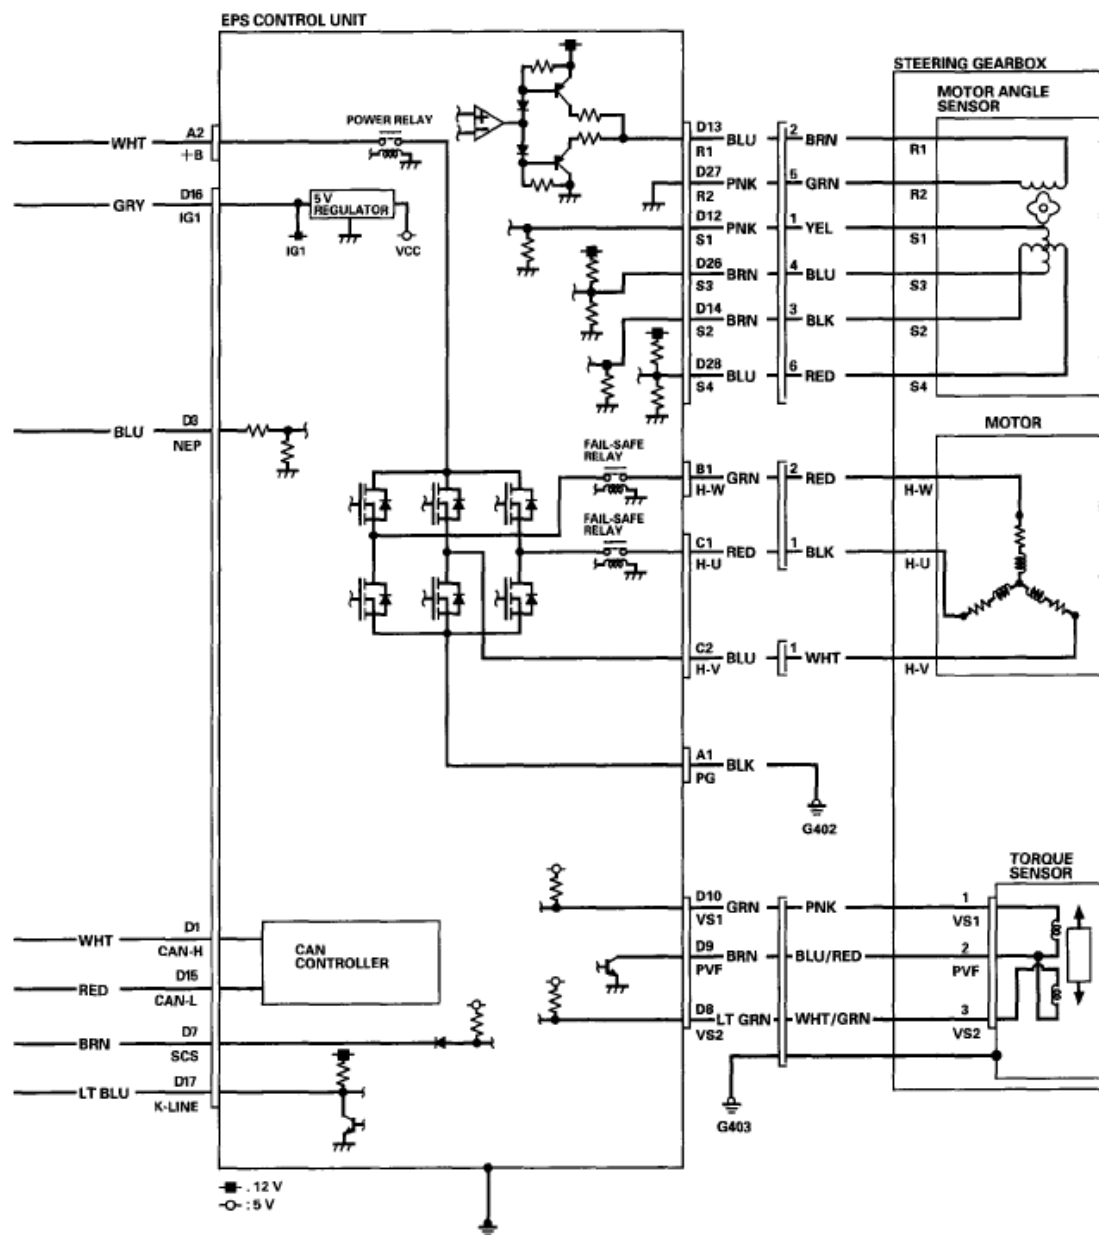 EPS CONTROL UNIT
WHT
A2
+B
POWER RELAY
GRY
D16
IG1
5 V
REGULATOR
IG1
VCC
BLU
D3
NEP
STEERING GEARBOX
MOTOR ANGLE
SENSOR
D13
R1
BLU
2
BRN
R1
D27
R2
PNK
5
GRN
R2
D12
S1
PNK
1
YEL
S1
D26
S3
BRN
4
BLU
S3
D14
S2
BRN
3
BLK
S2
D28
S4
BLU
6
RED
S4
MOTOR
FAIL-SAFE
RELAY
B1
H-W
GRN
2
RED
H-W
FAIL-SAFE
RELAY
C1
H-U
RED
1
BLK
H-U
C2
H-V
BLU
1
WHT
H-V
A1
PG
BLK
G402
TORQUE
SENSOR
D10
VS1
GRN
PNK
1
VS1
D9
PVF
BRN
BLU/RED
2
PVF
D8
VS2
LT GRN
WHT/GRN
3
VS2
G403
WHT
D1
CAN-H
CAN
CONTROLLER
RED
D15
CAN-L
BRN
D7
SCS
LT BLU
D17
K-LINE
. 12 V
: 5 V